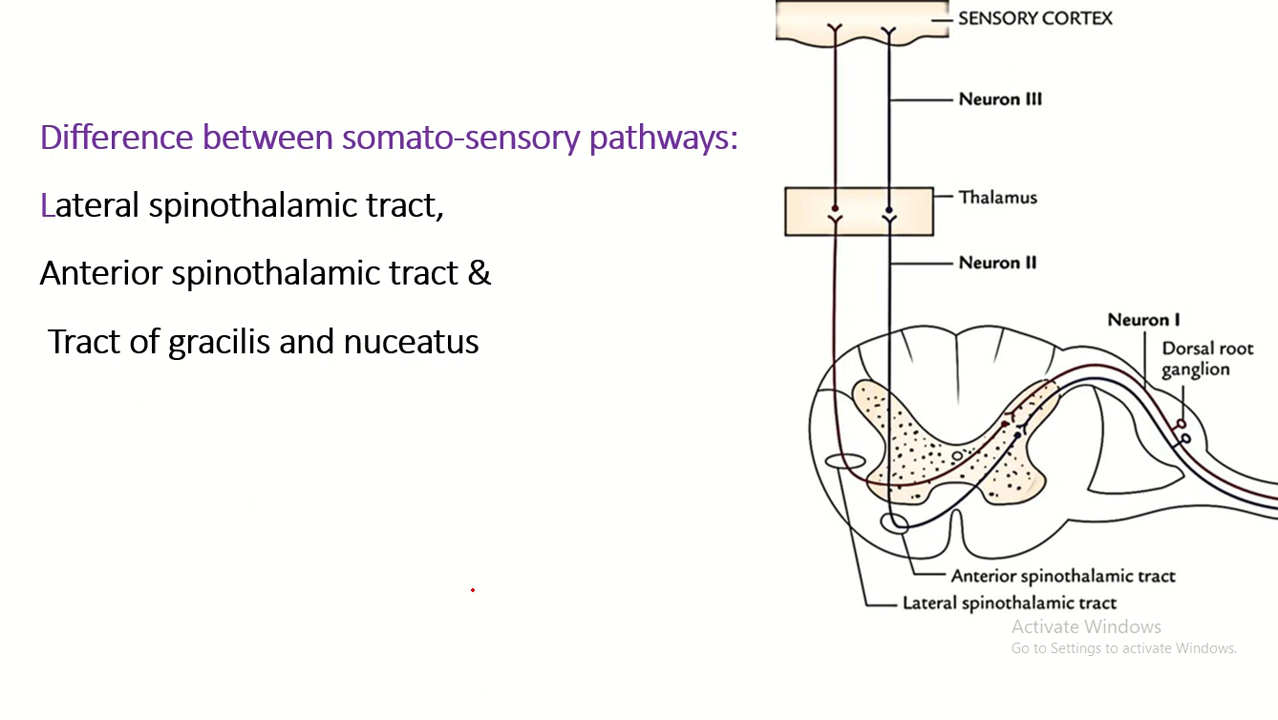 Difference between somato-sensory pathways:
Lateral spinothalamic tract,
Anterior spinothalamic tract &
Tract of gracilis and nuceatus
SENSORY CORTEX
Neuron III
Thalamus
Neuron II
Neuron I
Dorsal root
ganglion
Anterior spinothalamic tract
Lateral spinothalamic tract
Activate Windows
Go to Settings to activate Windows.